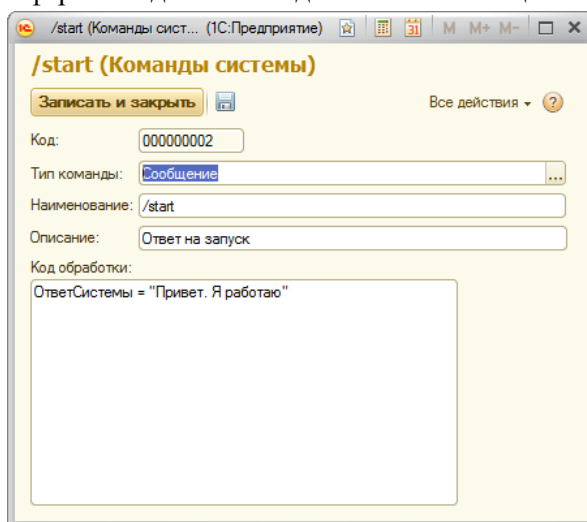 /start (Команды сист... (1С:Предприятие) 31 M M+ M-
/start (Команды системы)
Записать и закрыть Все действия ?
Код: 000000002
Тип команды: Сообщение ...
Наименование: /start
Описание: Ответ на запуск
Код обработки:
ОтветСистемы = "Привет. Я работаю"